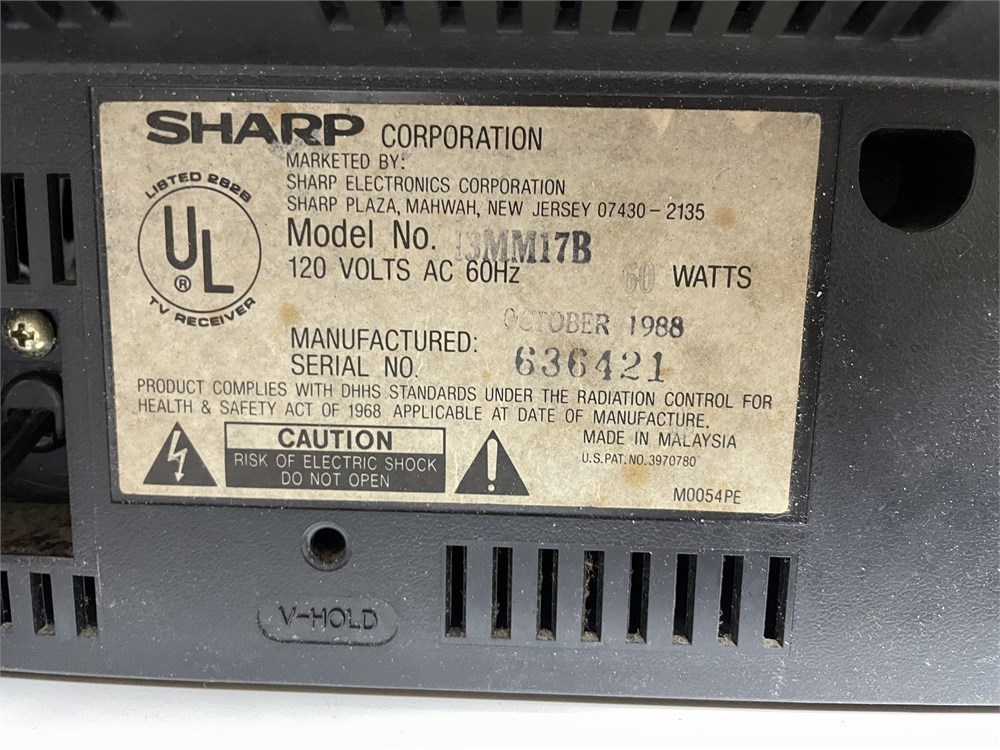 SHARP CORPORATION
MARKETED BY:
SHARP ELECTRONICS CORPORATION
SHARP PLAZA, MAHWAH, NEW JERSEY 07430-2135
LISTED 282B
UL
®
TV RECEIVER
Model No. 13MM17B
120 VOLTS AC 60Hz 60 WATTS
MANUFACTURED: OCTOBER 1988
SERIAL NO. 636421
PRODUCT COMPLIES WITH DHHS STANDARDS UNDER THE RADIATION CONTROL FOR
HEALTH & SAFETY ACT OF 1968 APPLICABLE AT DATE OF MANUFACTURE.
CAUTION
RISK OF ELECTRIC SHOCK
DO NOT OPEN
MADE IN MALAYSIA
U.S.PAT.NO.3970780
M0054PE
V-HOLD